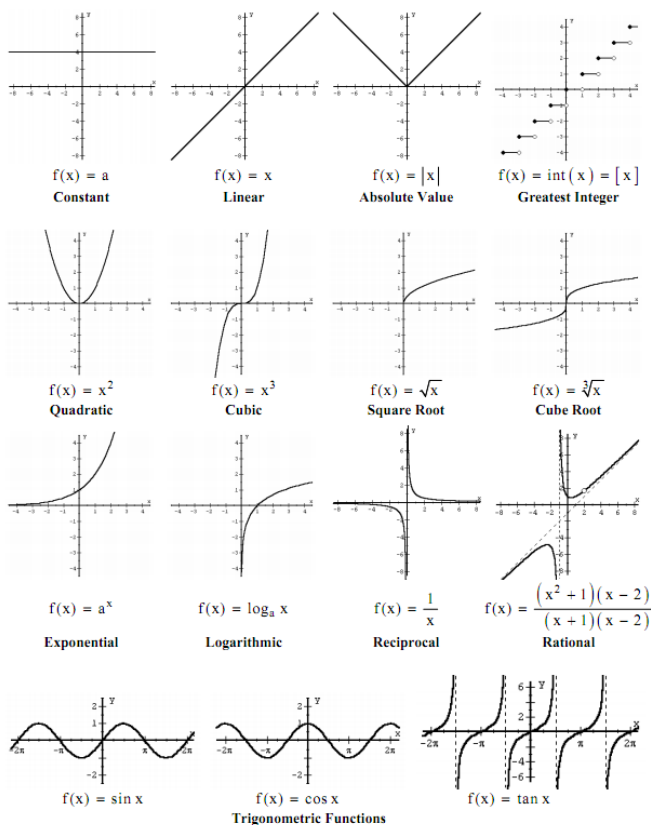 f(x) = a
Constant
f(x) = x
Linear
f(x) = |x|
Absolute Value
f(x) = int(x) = [x]
Greatest Integer
f(x) = x²
Quadratic
f(x) = x³
Cubic
f(x) = √x
Square Root
f(x) = ∛x
Cube Root
f(x) = aˣ
Exponential
f(x) = logₐ x
Logarithmic
f(x) = 1/x
Reciprocal
f(x) = (x² + 1)(x − 2) / (x + 1)(x − 2)
Rational
f(x) = sin x
f(x) = cos x
f(x) = tan x
Trigonometric Functions